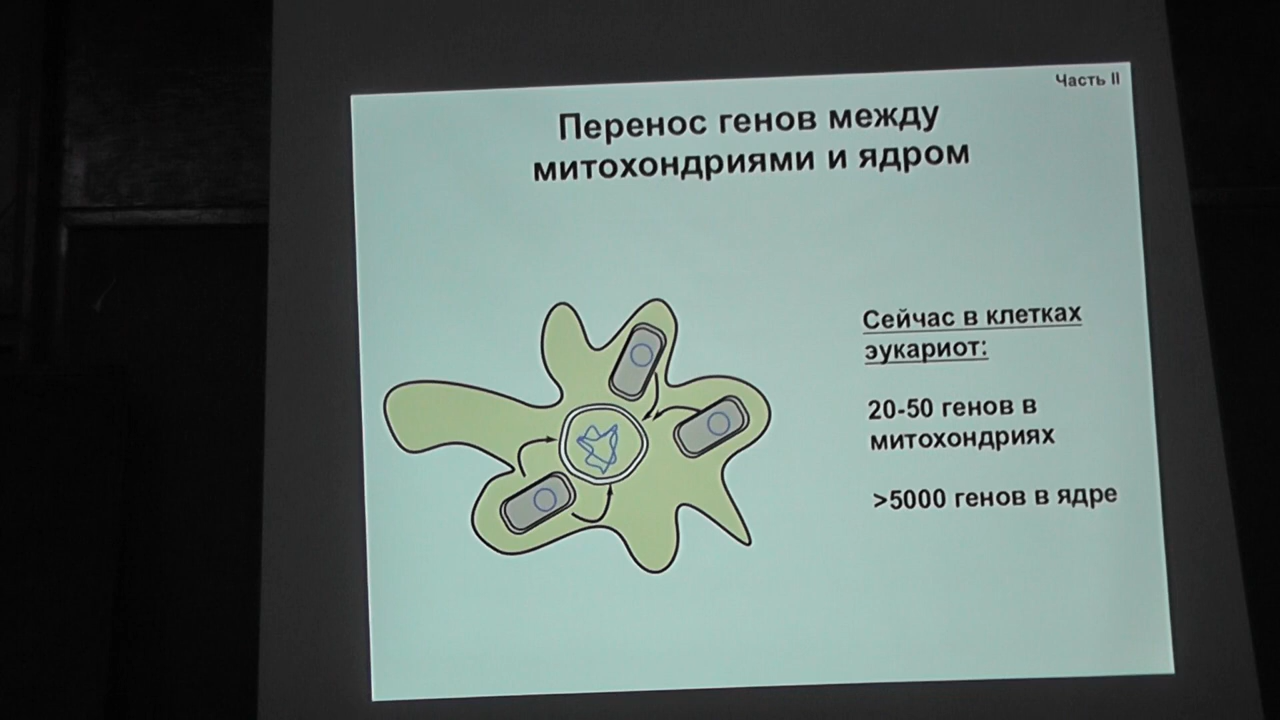 Часть II
Перенос генов между
митохондриями и ядром
Сейчас в клетках
эукариот:
20-50 генов в
митохондриях
>5000 генов в ядре